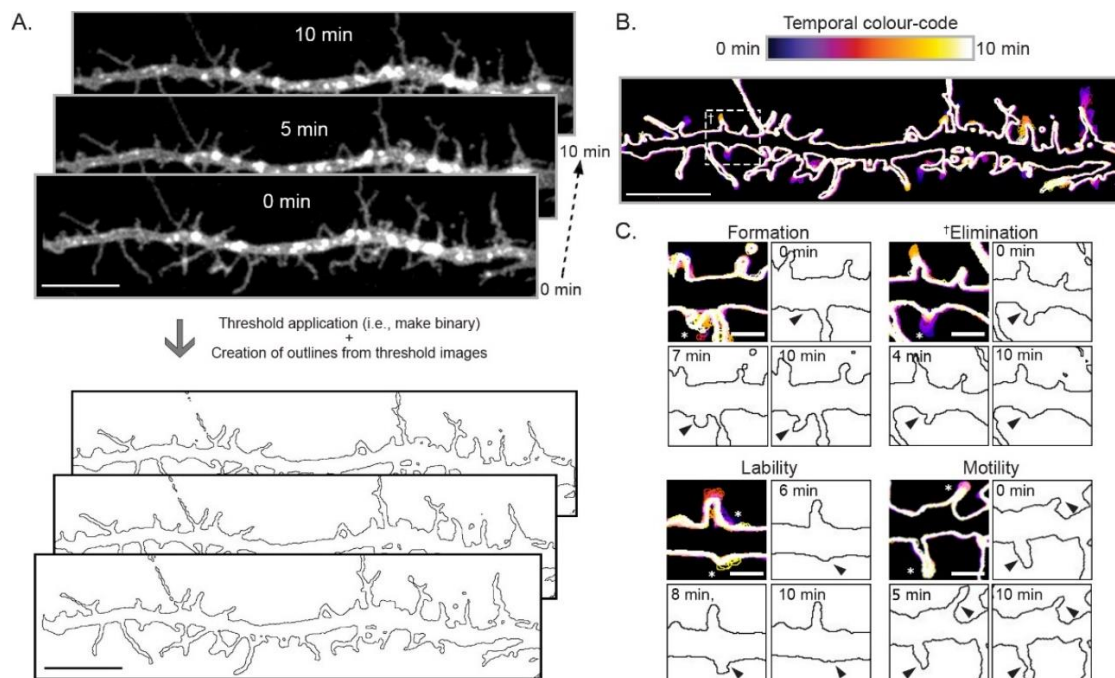 A.
10 min
5 min
0 min
10 min
0 min
Threshold application (i.e., make binary)
+
Creation of outlines from threshold images
B.
Temporal colour-code
0 min
10 min
†
C.
Formation
0 min
*
7 min
10 min
†Elimination
0 min
*
4 min
10 min
Lability
6 min
*
*
8 min,
10 min
Motility
0 min
*
*
5 min
10 min